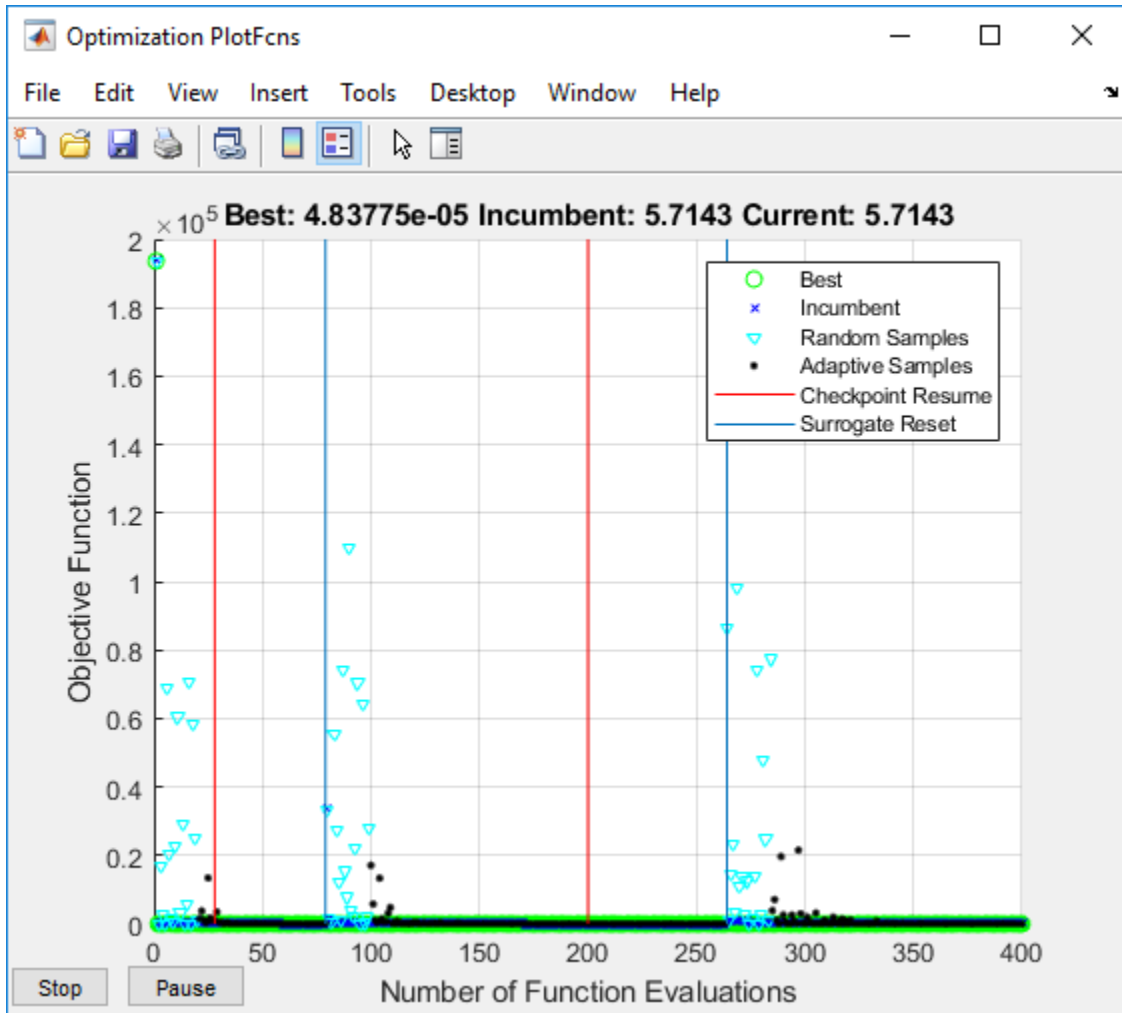 Optimization PlotFcns
File Edit View Insert Tools Desktop Window Help
×10^5 Best: 4.83775e-05 Incumbent: 5.7143 Current: 5.7143
2
1.8
1.6
1.4
1.2
1
0.8
0.6
0.4
0.2
0
Objective Function
Best
Incumbent
Random Samples
Adaptive Samples
Checkpoint Resume
Surrogate Reset
0 50 100 150 200 250 300 350 400
Number of Function Evaluations
Stop Pause